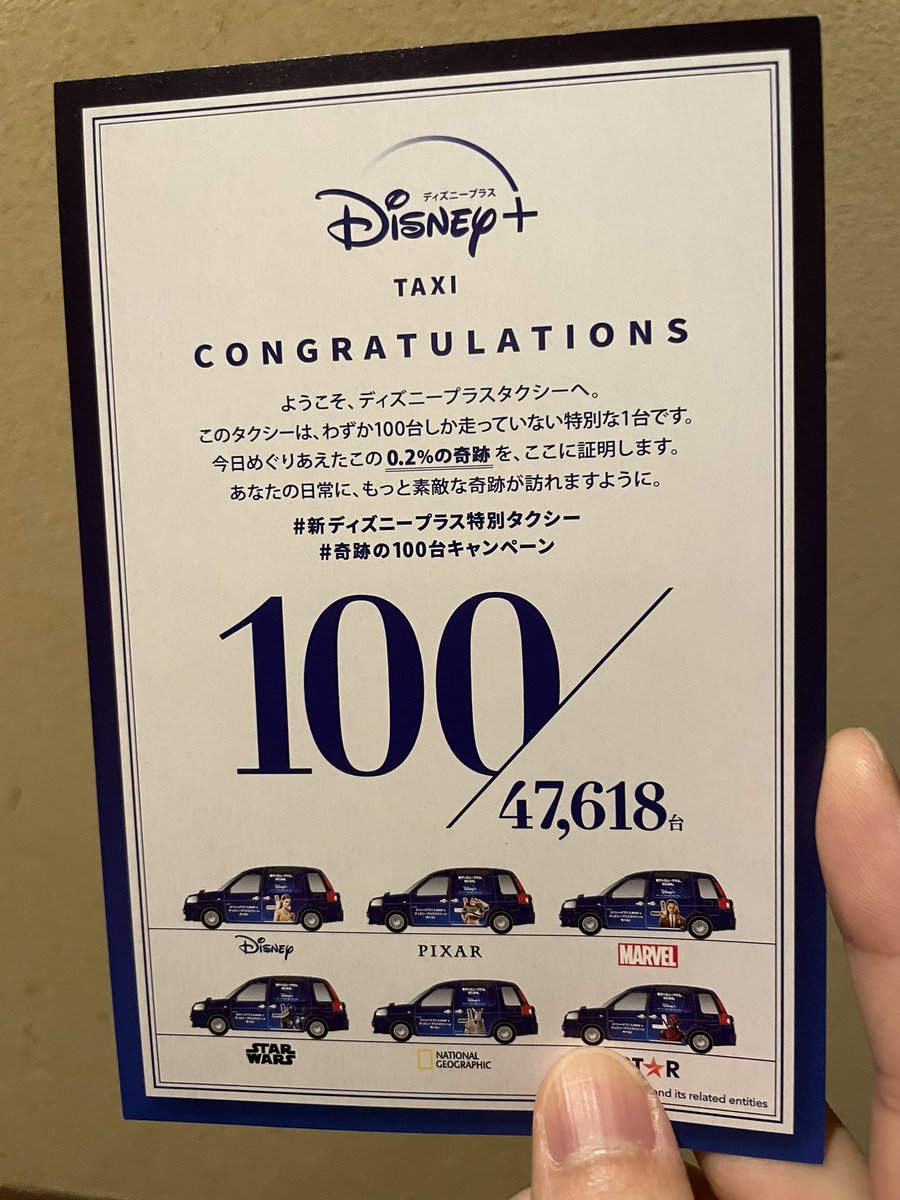 ディズニープラス
Disney+
TAXI
CONGRATULATIONS
ようこそ、ディズニープラスタクシーへ。
このタクシーは、わずか100台しか走っていない特別な1台です。
今日めぐりあえたこの0.2%の奇跡を、ここに証明します。
あなたの日常に、もっと素敵な奇跡が訪れますように。
#新ディズニープラス特別タクシー
#奇跡の100台キャンペーン
100/
47,618台
Disney
PIXAR
MARVEL
STAR WARS
NATIONAL GEOGRAPHIC
T★R
and its related entities